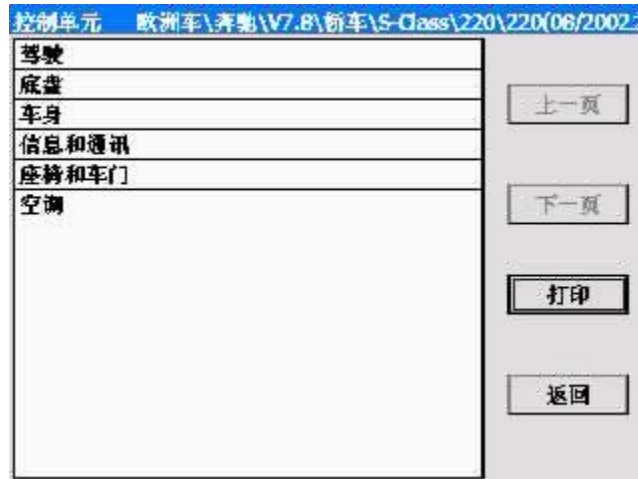 控制单元 欧洲车\奔驰\V7.8\轿车\S-Class\220\220(08/2002
驾驶
底盘
车身
信息和通讯
座椅和车门
空调
上一页
下一页
打印
返回